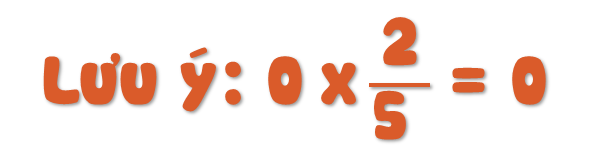 Lưu ý: 0 x 2/5 = 0